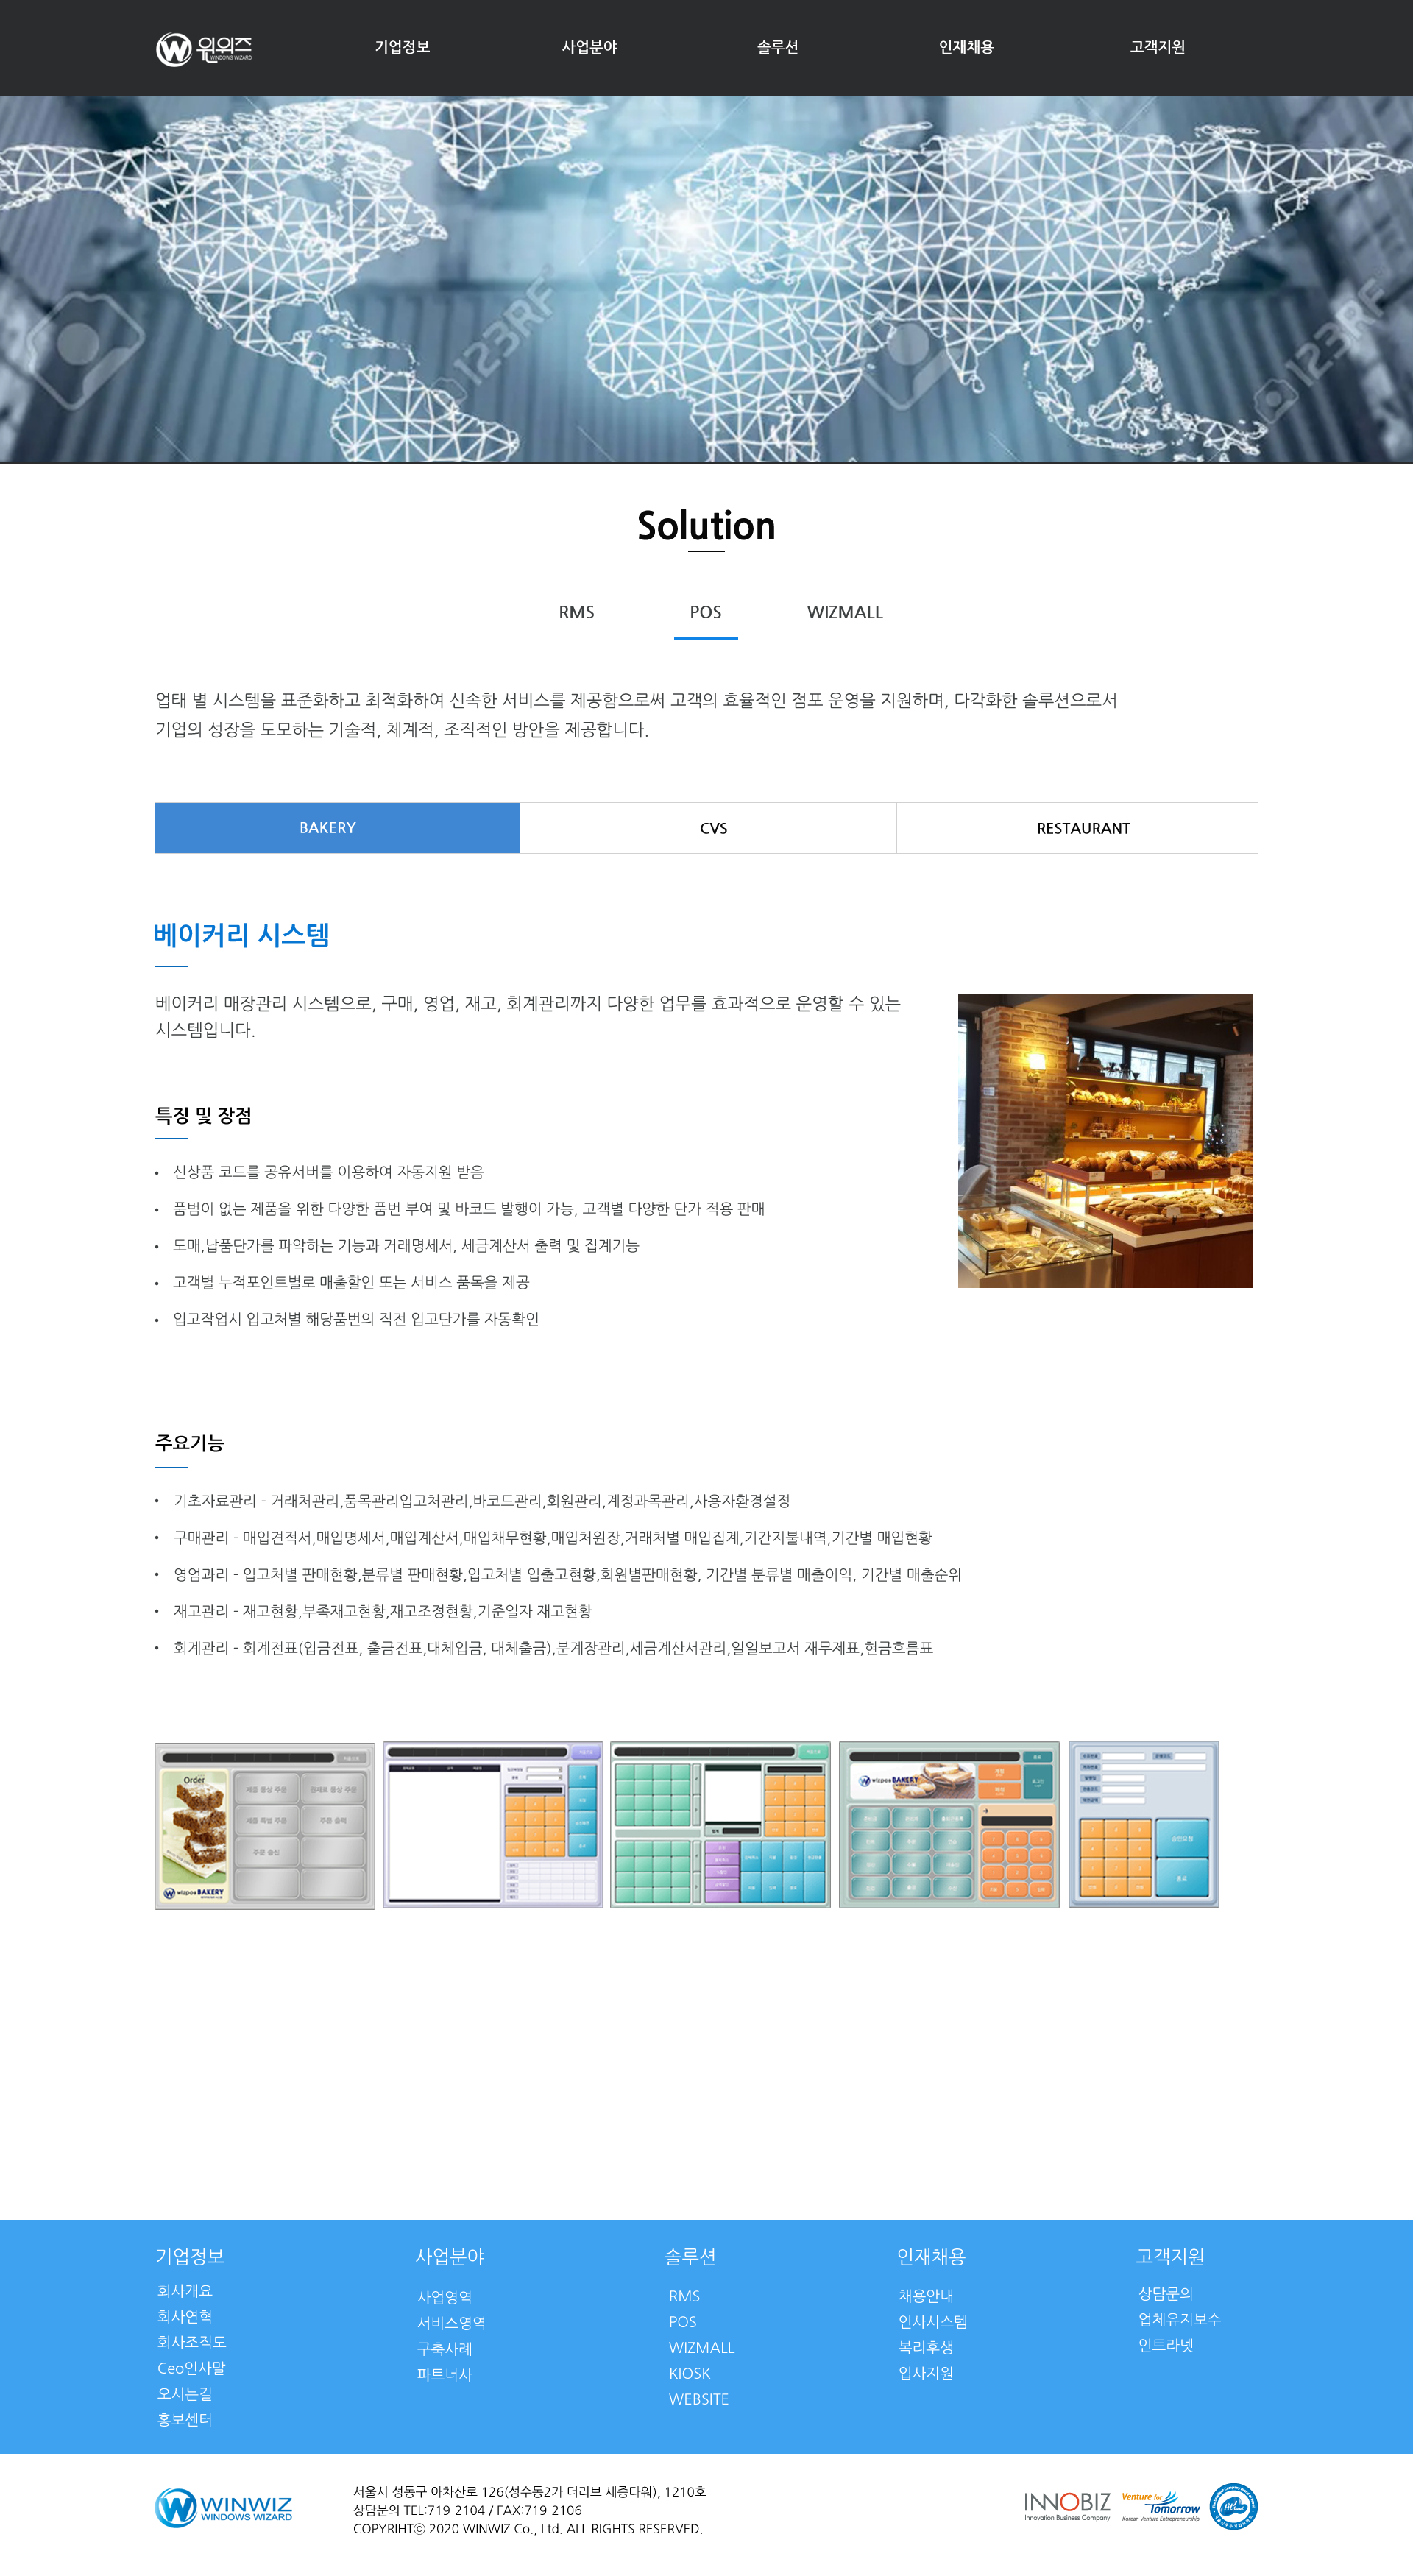 윈위즈
WINDOWS WIZARD
기업정보
사업분야
솔루션
인재채용
고객지원
123RF
123RF
Solution
RMS
POS
WIZMALL
업태 별 시스템을 표준화하고 최적화하여 신속한 서비스를 제공함으로써 고객의 효율적인 점포 운영을 지원하며, 다각화한 솔루션으로서
기업의 성장을 도모하는 기술적, 체계적, 조직적인 방안을 제공합니다.
BAKERY
CVS
RESTAURANT
베이커리 시스템
베이커리 매장관리 시스템으로, 구매, 영업, 재고, 회계관리까지 다양한 업무를 효과적으로 운영할 수 있는
시스템입니다.
특징 및 장점
• 신상품 코드를 공유서버를 이용하여 자동지원 받음
• 품범이 없는 제품을 위한 다양한 품번 부여 및 바코드 발행이 가능, 고객별 다양한 단가 적용 판매
• 도매,납품단가를 파악하는 기능과 거래명세서, 세금계산서 출력 및 집계기능
• 고객별 누적포인트별로 매출할인 또는 서비스 품목을 제공
• 입고작업시 입고처별 해당품번의 직전 입고단가를 자동확인
주요기능
• 기초자료관리 - 거래처관리,품목관리입고처관리,바코드관리,회원관리,계정과목관리,사용자환경설정
• 구매관리 - 매입견적서,매입명세서,매입계산서,매입채무현황,매입처원장,거래처별 매입집계,기간지불내역,기간별 매입현황
• 영엄과리 - 입고처별 판매현황,분류별 판매현황,입고처별 입출고현황,회원별판매현황, 기간별 분류별 매출이익, 기간별 매출순위
• 재고관리 - 재고현황,부족재고현황,재고조정현황,기준일자 재고현황
• 회계관리 - 회계전표(입금전표, 출금전표,대체입금, 대체출금),분계장관리,세금계산서관리,일일보고서 재무제표,현금흐름표
Order
wizpos BAKERY
wizpos BAKERY
기업정보
회사개요
회사연혁
회사조직도
Ceo인사말
오시는길
홍보센터
사업분야
사업영역
서비스영역
구축사례
파트너사
솔루션
RMS
POS
WIZMALL
KIOSK
WEBSITE
인재채용
채용안내
인사시스템
복리후생
입사지원
고객지원
상담문의
업체유지보수
인트라넷
WINWIZ
WINDOWS WIZARD
서울시 성동구 아차산로 126(성수동2가 더리브 세종타워), 1210호
상담문의 TEL:719-2104 / FAX:719-2106
COPYRIHTⓒ 2020 WINWIZ Co., Ltd. ALL RIGHTS RESERVED.
INNOBIZ
Innovation Business Company
Venture for
Tomorrow
Korean Venture Entrepreneurship